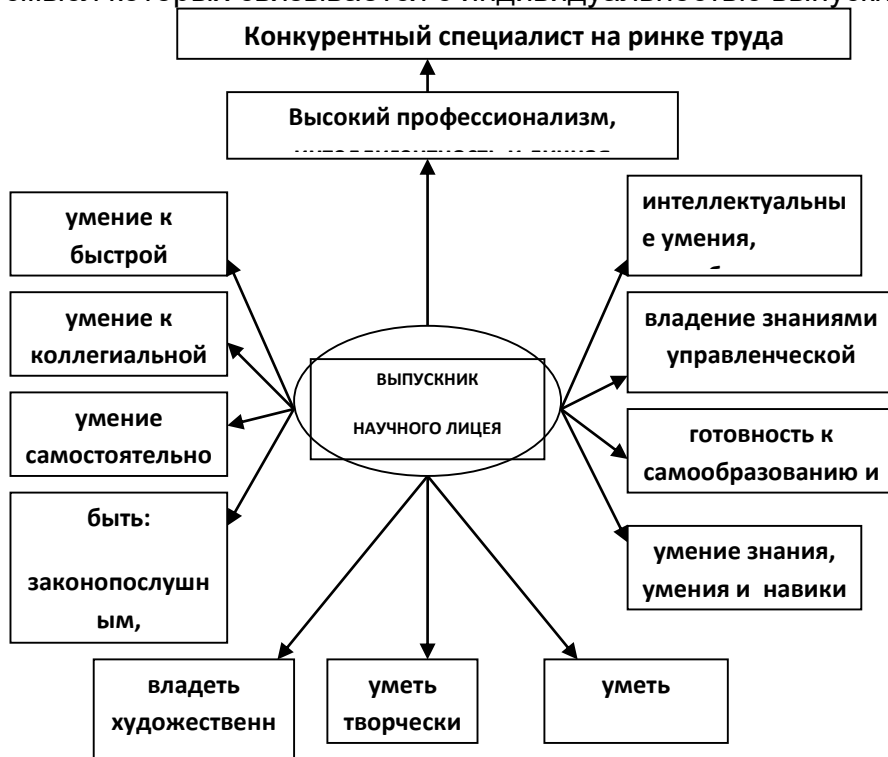 Конкурентный специалист на ринке труда
Высокий профессионализм,
умение к
быстрой
интеллектуальны
е умения,
умение к
коллегиальной
владение знаниями
управленческой
ВЫПУСКНИК
НАУЧНОГО ЛИЦЕЯ
умение
самостоятельно
готовность к
самообразованию и
быть:
законопослушн
ым,
умение знания,
умения и навики
владеть
художественн
уметь
творчески
уметь